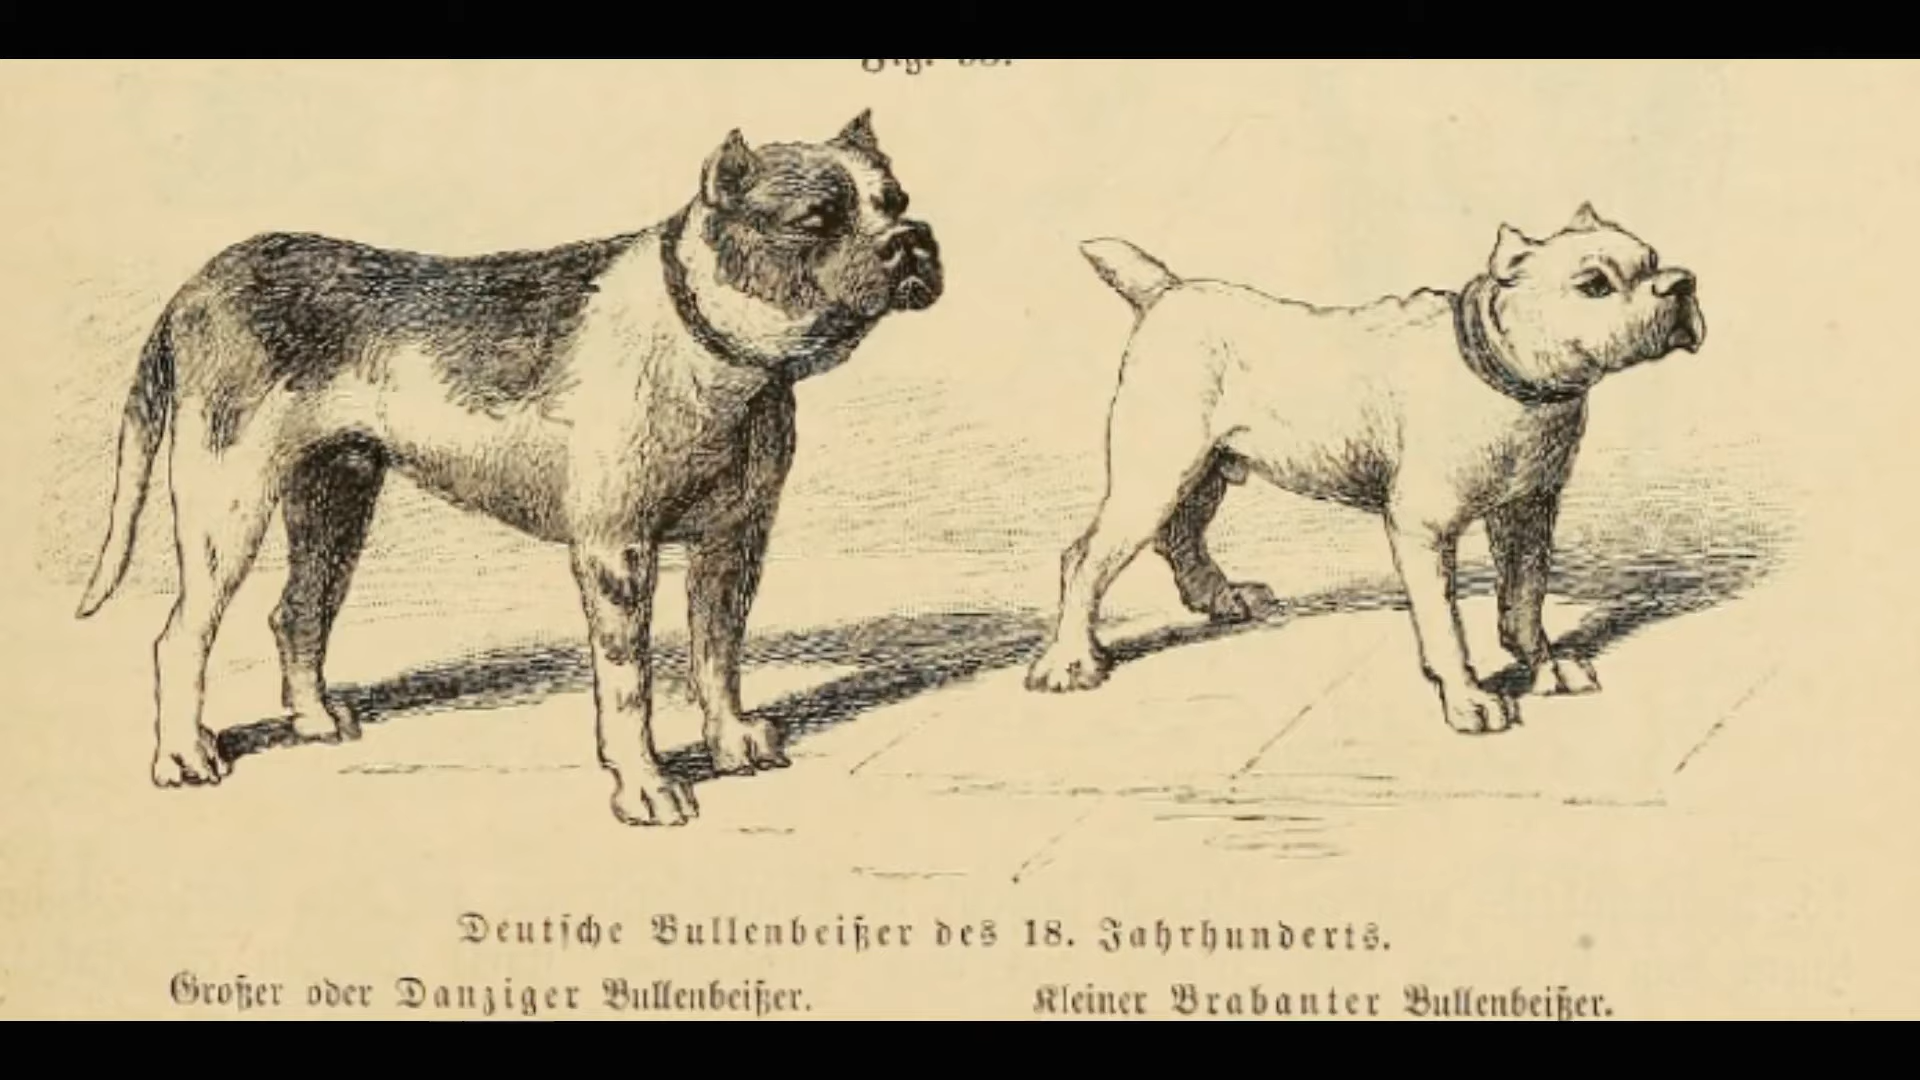 Deutſche Bullenbeißer des 18. Jahrhunderts.
Großer oder Danziger Bullenbeißer.
Kleiner Brabanter Bullenbeißer.